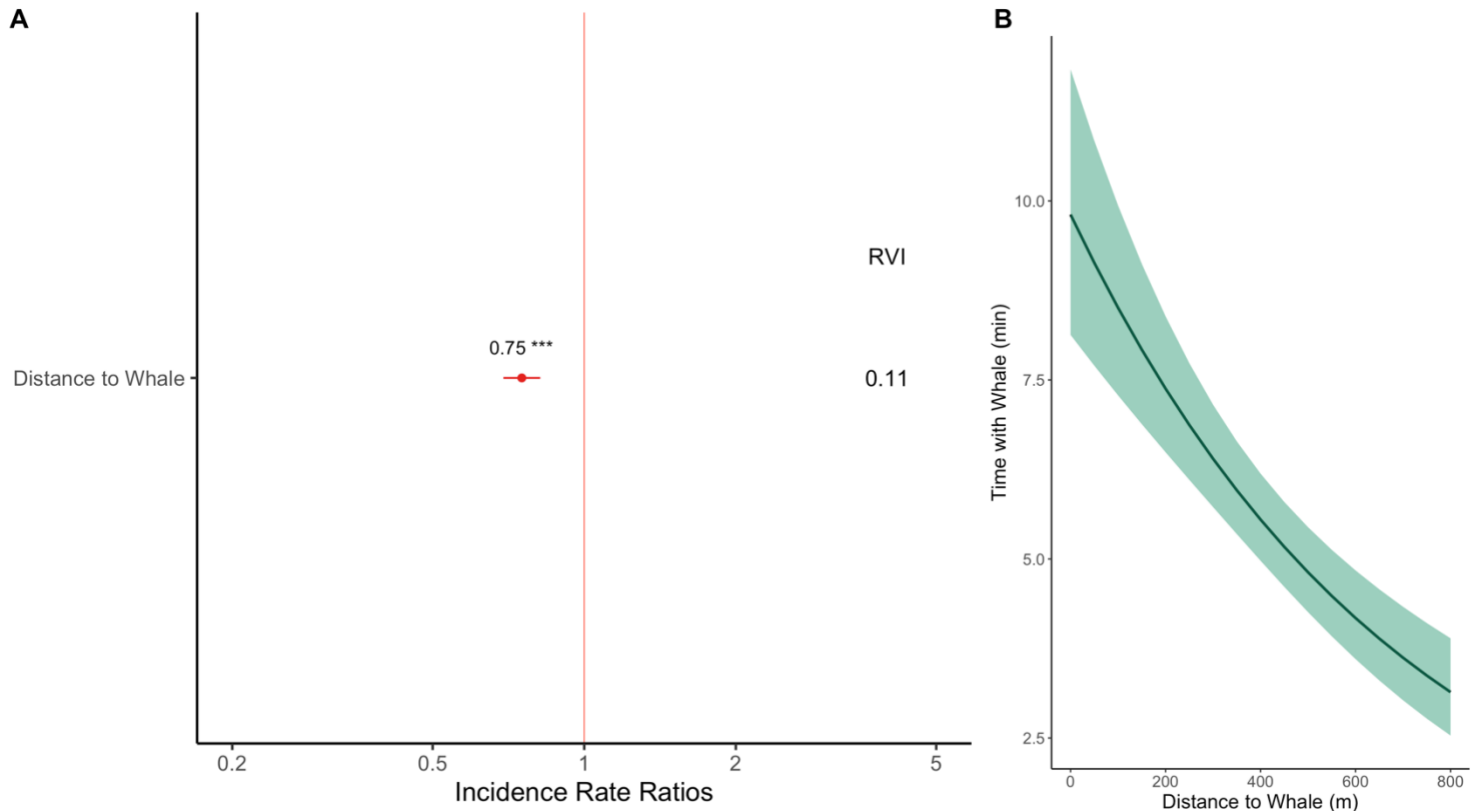 A
RVI
0.75 ***
Distance to Whale
0.11
0.2 0.5 1 2 5
Incidence Rate Ratios
B
10.0
7.5
5.0
2.5
Time with Whale (min)
0 200 400 600 800
Distance to Whale (m)